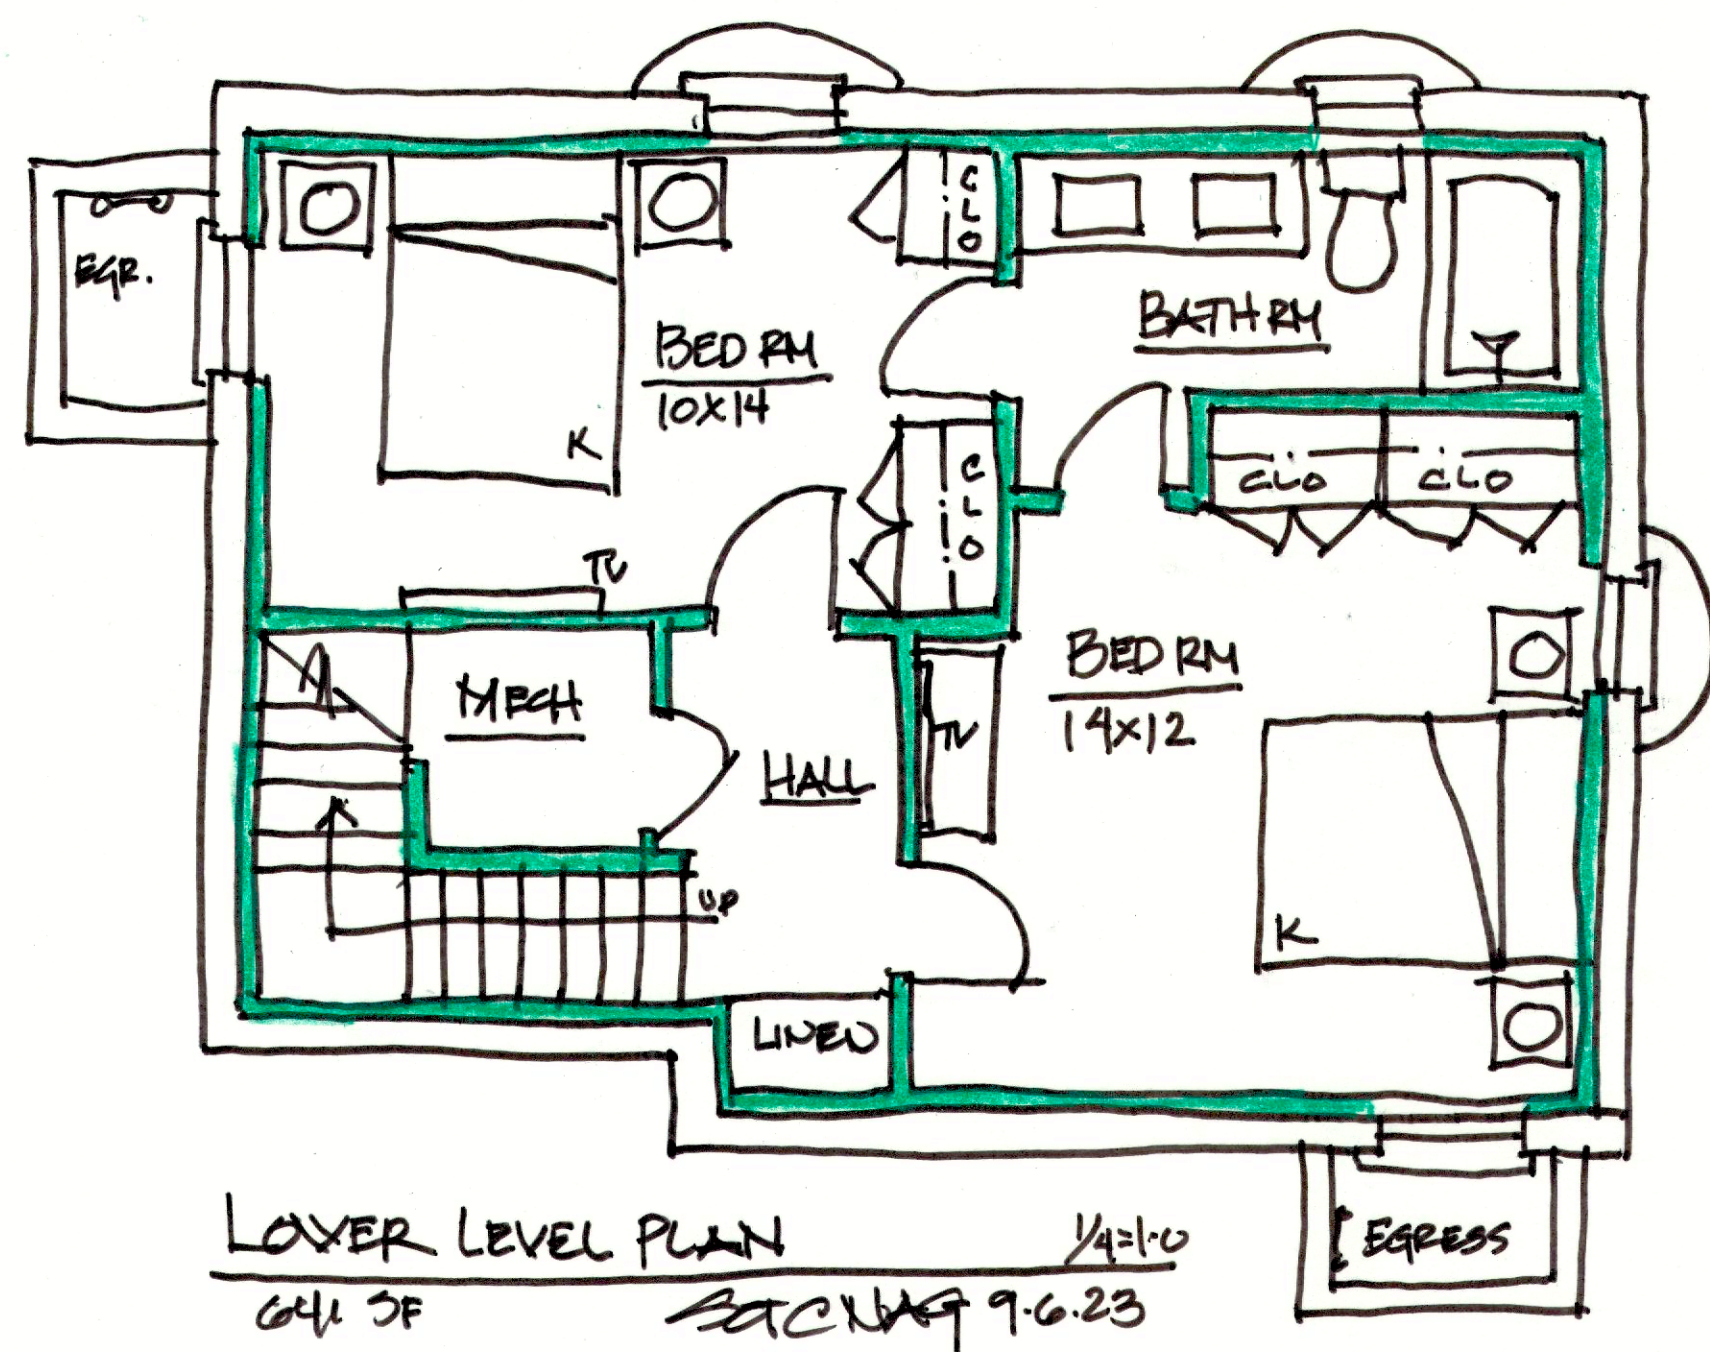 CLO
EGR.
BED RM
10X14
BATH RM
K
CLO
CLO
CLO
TV
MECH
BED RM
14X12
TV
HALL
UP
K
LINEN
LOWER LEVEL PLAN
1/4=1-0
EGRESS
641 SF
9.6.23